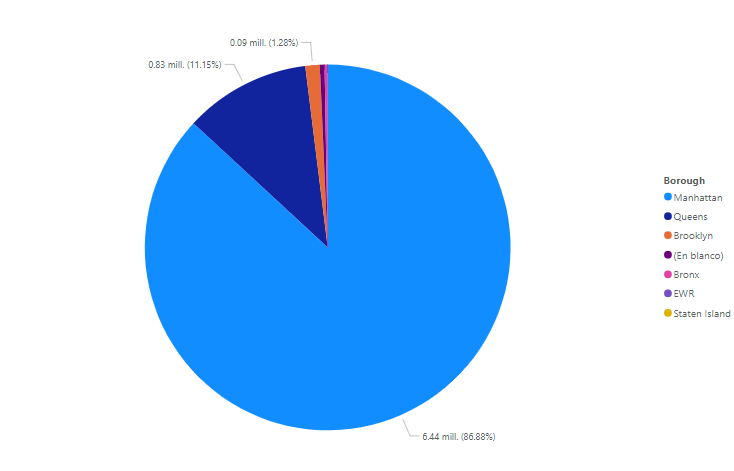 0.09 mill. (1.28%)
0.83 mill. (11.15%)
6.44 mill. (86.88%)
Borough
Manhattan
Queens
Brooklyn
(En blanco)
Bronx
EWR
Staten Island